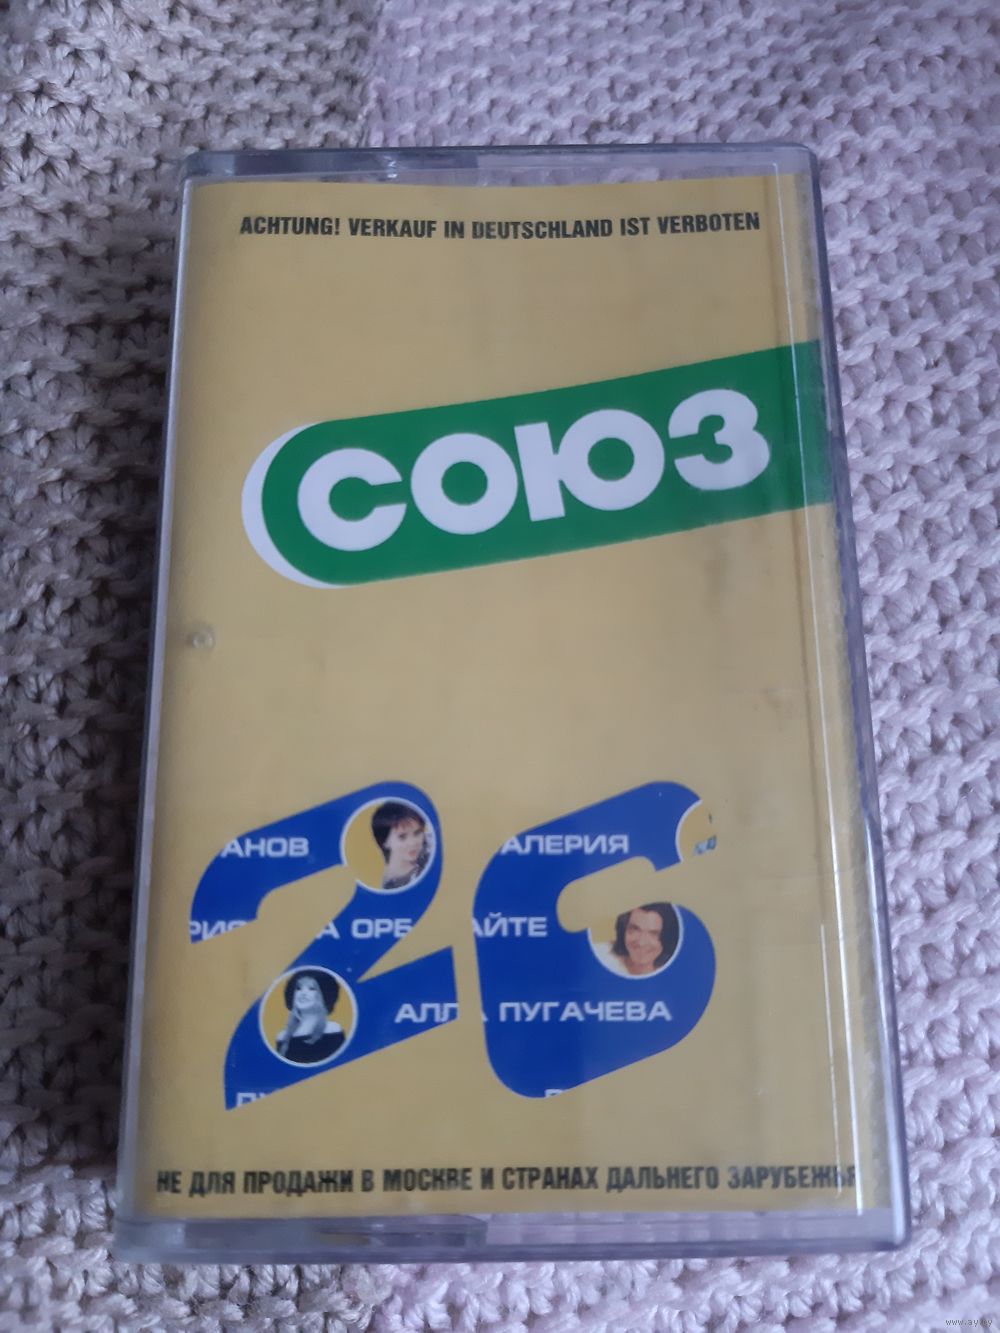 ACHTUNG! VERKAUF IN DEUTSCHLAND IST VERBOTEN
СОЮЗ
26
АНОВ АЛЕРИЯ
А ОРБ АЙТЕ
АЛЛА ПУГАЧЕВА
НЕ ДЛЯ ПРОДАЖИ В МОСКВЕ И СТРАНАХ ДАЛЬНЕГО ЗАРУБЕЖЬЯ